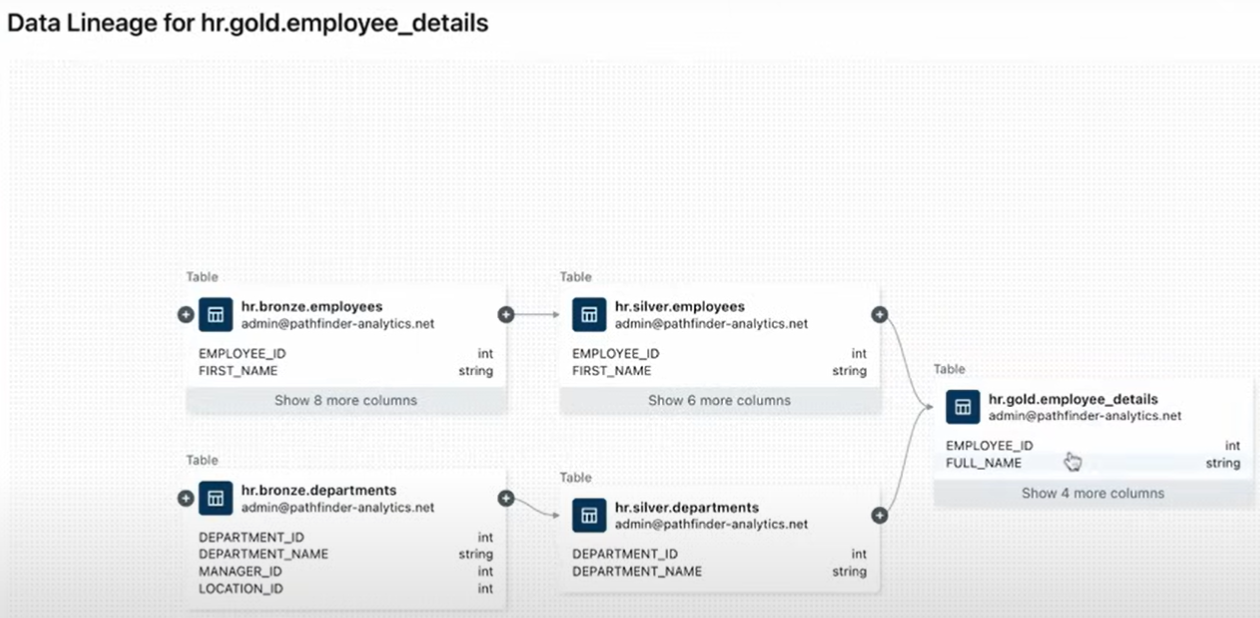 Data Lineage for hr.gold.employee_details
Table
hr.bronze.employees
admin@pathfinder-analytics.net
EMPLOYEE_ID int
FIRST_NAME string
Show 8 more columns
Table
hr.silver.employees
admin@pathfinder-analytics.net
EMPLOYEE_ID int
FIRST_NAME string
Show 6 more columns
Table
hr.gold.employee_details
admin@pathfinder-analytics.net
EMPLOYEE_ID int
FULL_NAME string
Show 4 more columns
Table
hr.bronze.departments
admin@pathfinder-analytics.net
DEPARTMENT_ID int
DEPARTMENT_NAME string
MANAGER_ID int
LOCATION_ID int
Table
hr.silver.departments
admin@pathfinder-analytics.net
DEPARTMENT_ID int
DEPARTMENT_NAME string